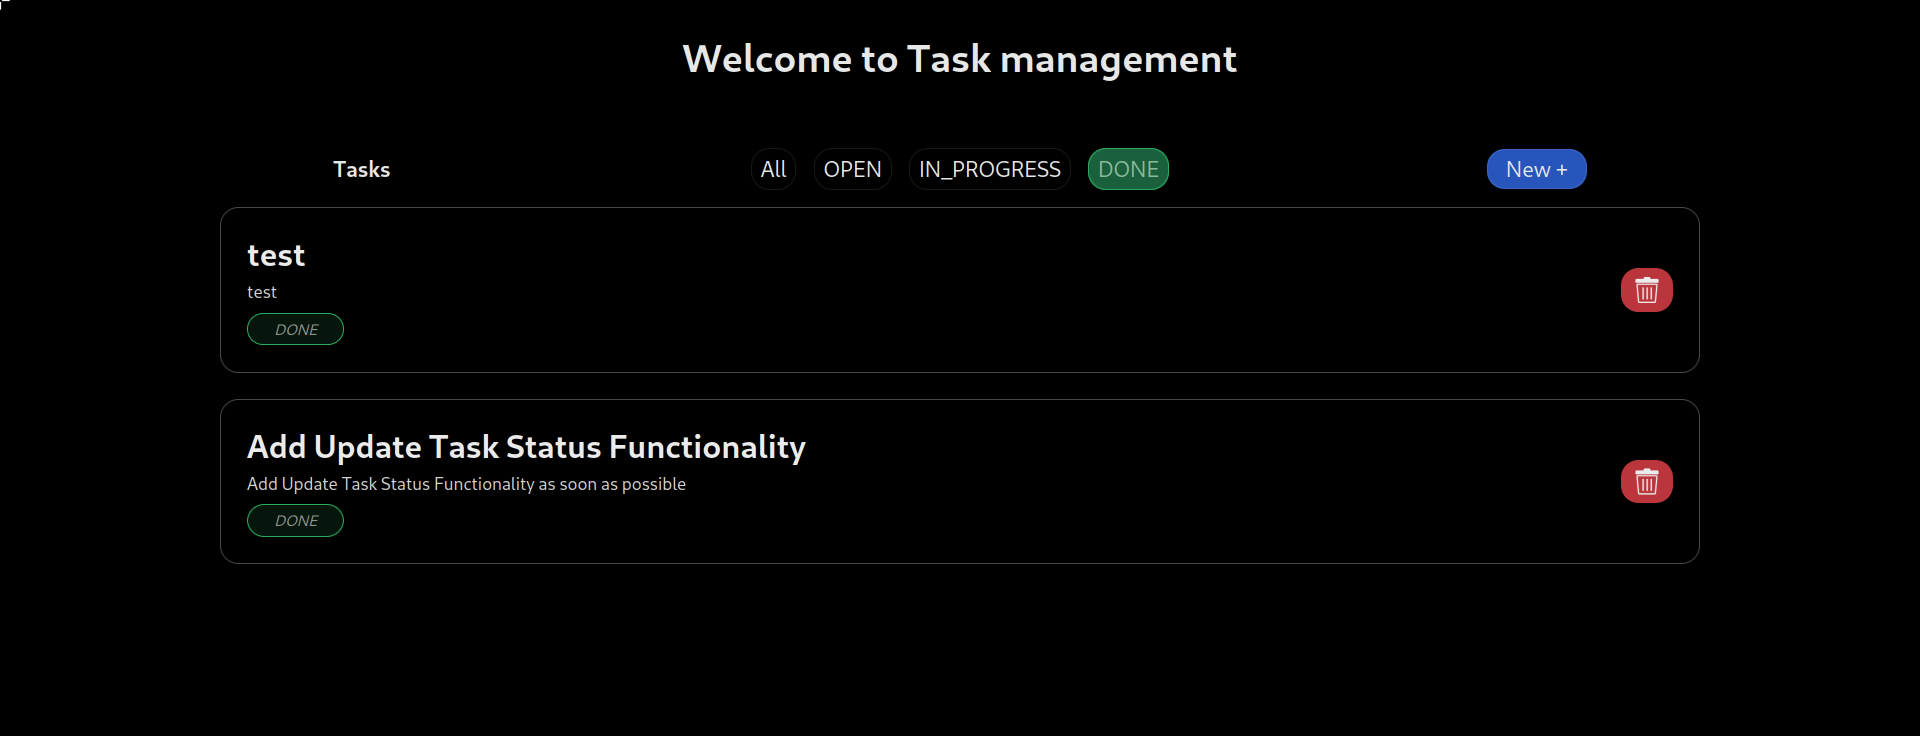 Welcome to Task management
Tasks All OPEN IN_PROGRESS DONE New +
test
test
DONE
Add Update Task Status Functionality
Add Update Task Status Functionality as soon as possible
DONE